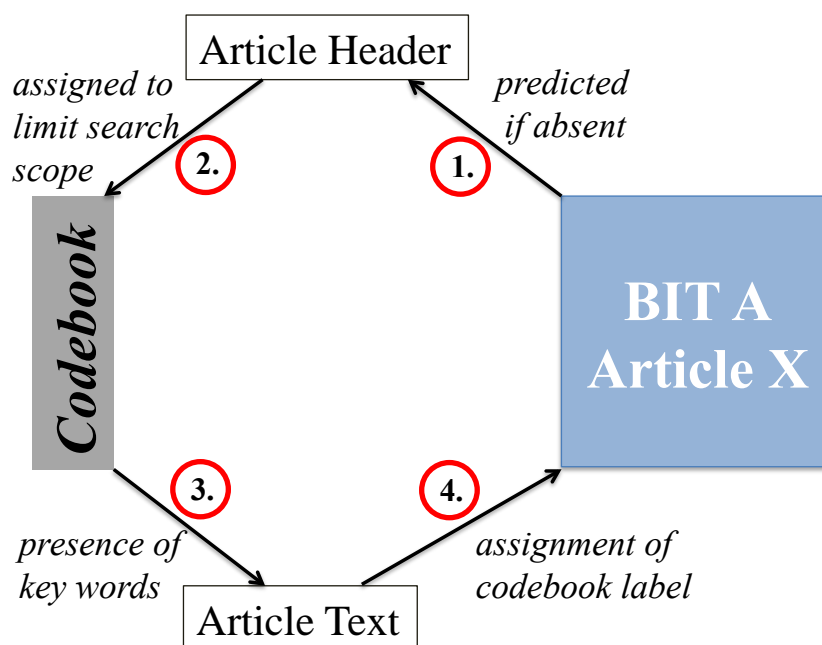 Article Header
assigned to
limit search
scope
predicted
if absent
2.
1.
Codebook
BIT A
Article X
3.
4.
presence of
key words
assignment of
codebook label
Article Text